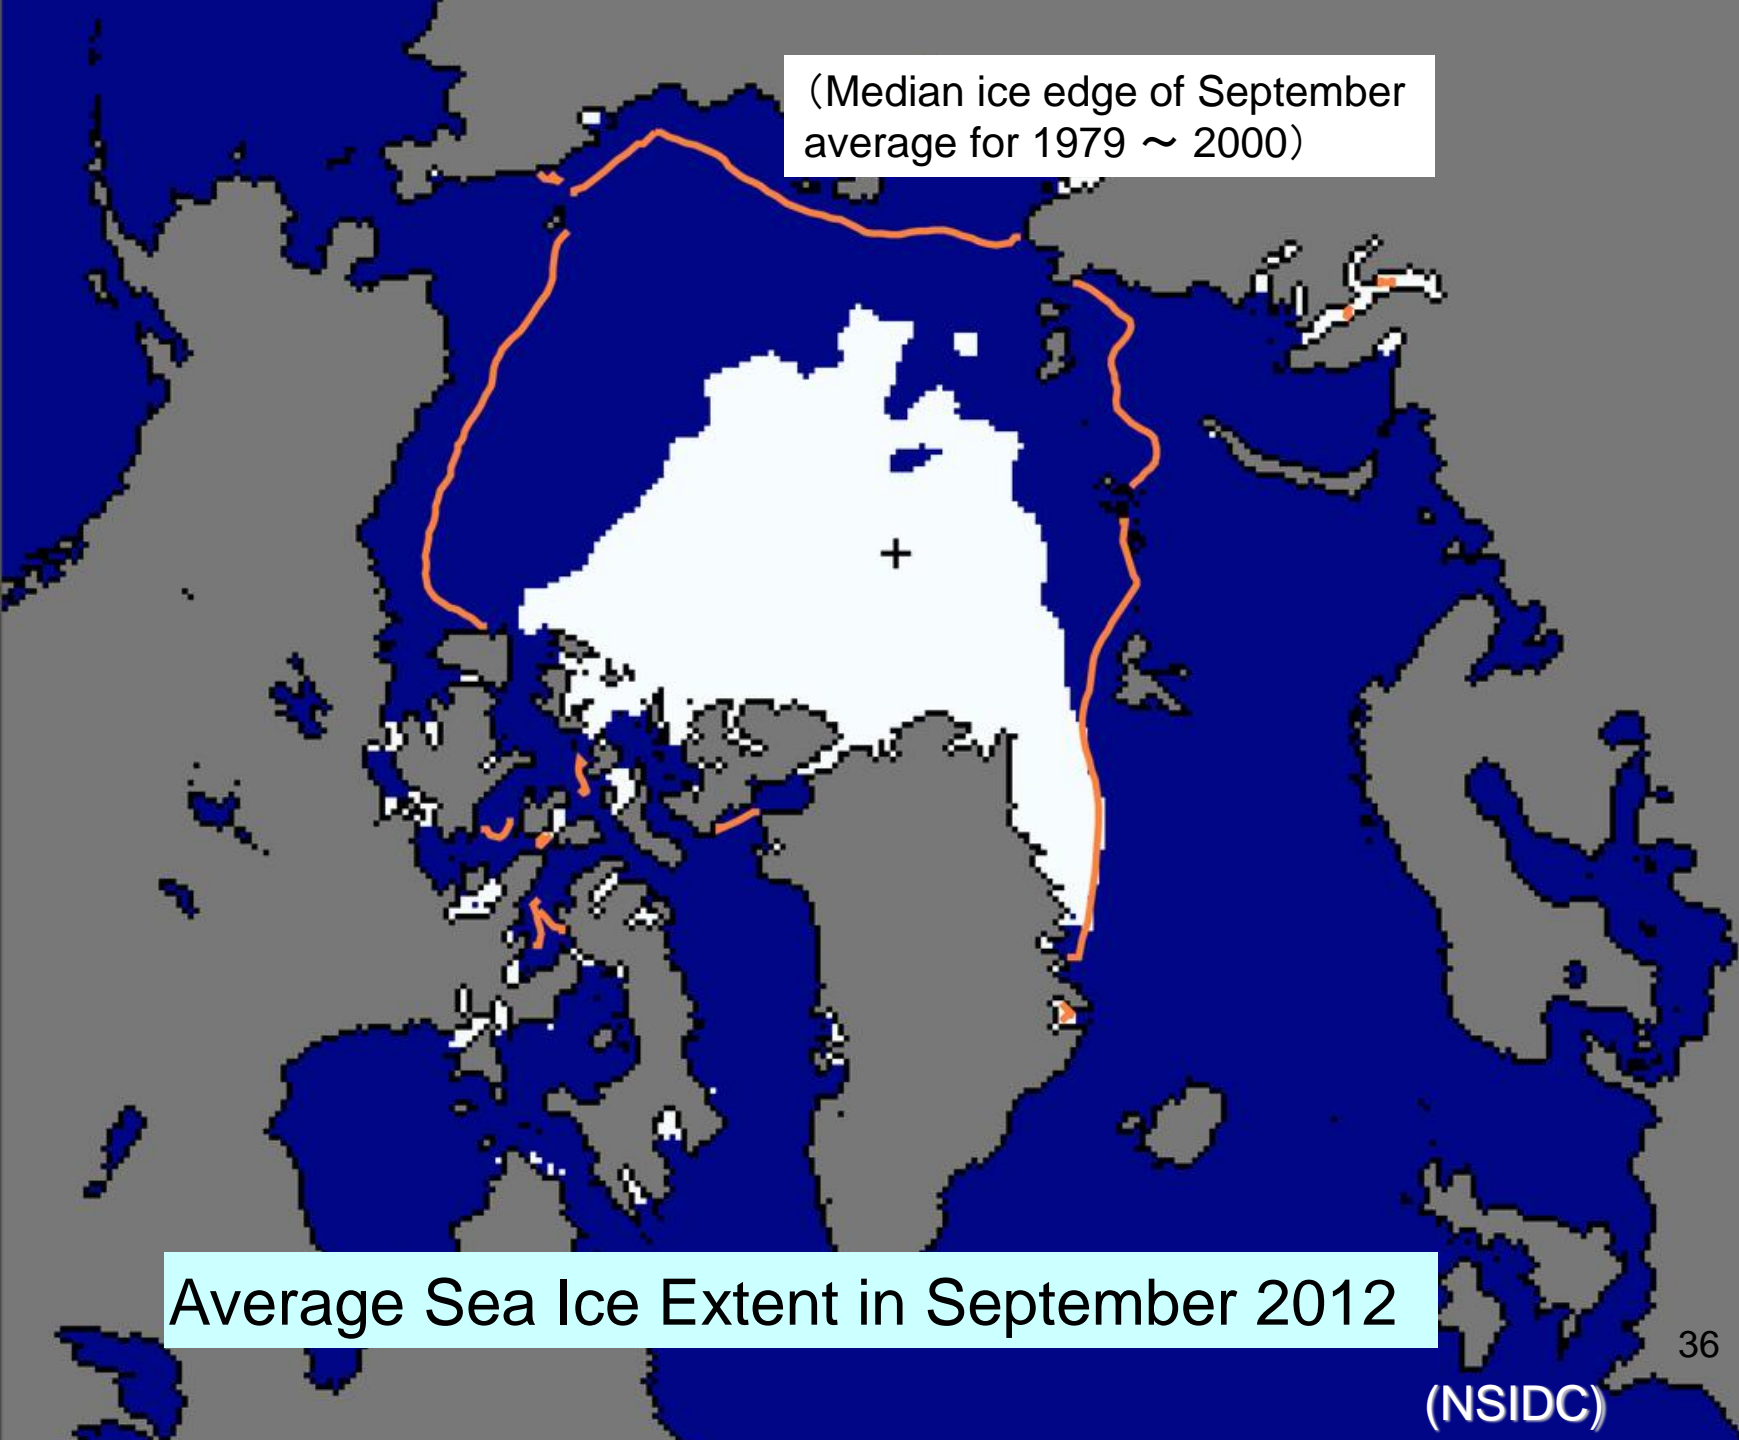 （Median ice edge of September
average for 1979 ～ 2000）
Average Sea Ice Extent in September 2012
36
(NSIDC)